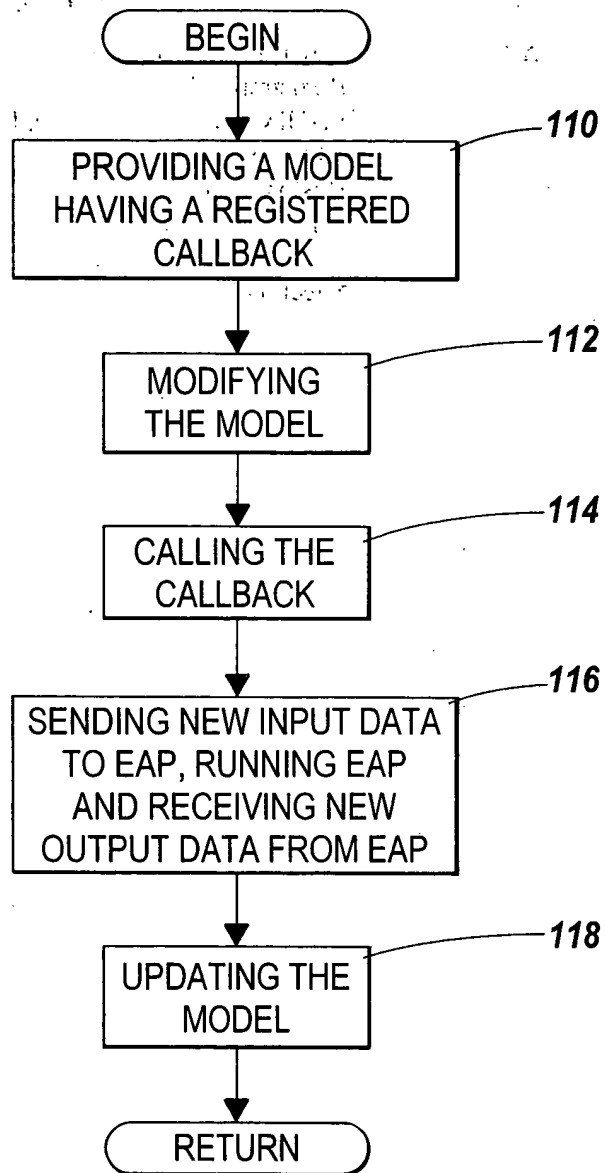 BEGIN
110
PROVIDING A MODEL
HAVING A REGISTERED
CALLBACK
112
MODIFYING
THE MODEL
114
CALLING THE
CALLBACK
116
SENDING NEW INPUT DATA
TO EAP, RUNNING EAP
AND RECEIVING NEW
OUTPUT DATA FROM EAP
118
UPDATING THE
MODEL
RETURN